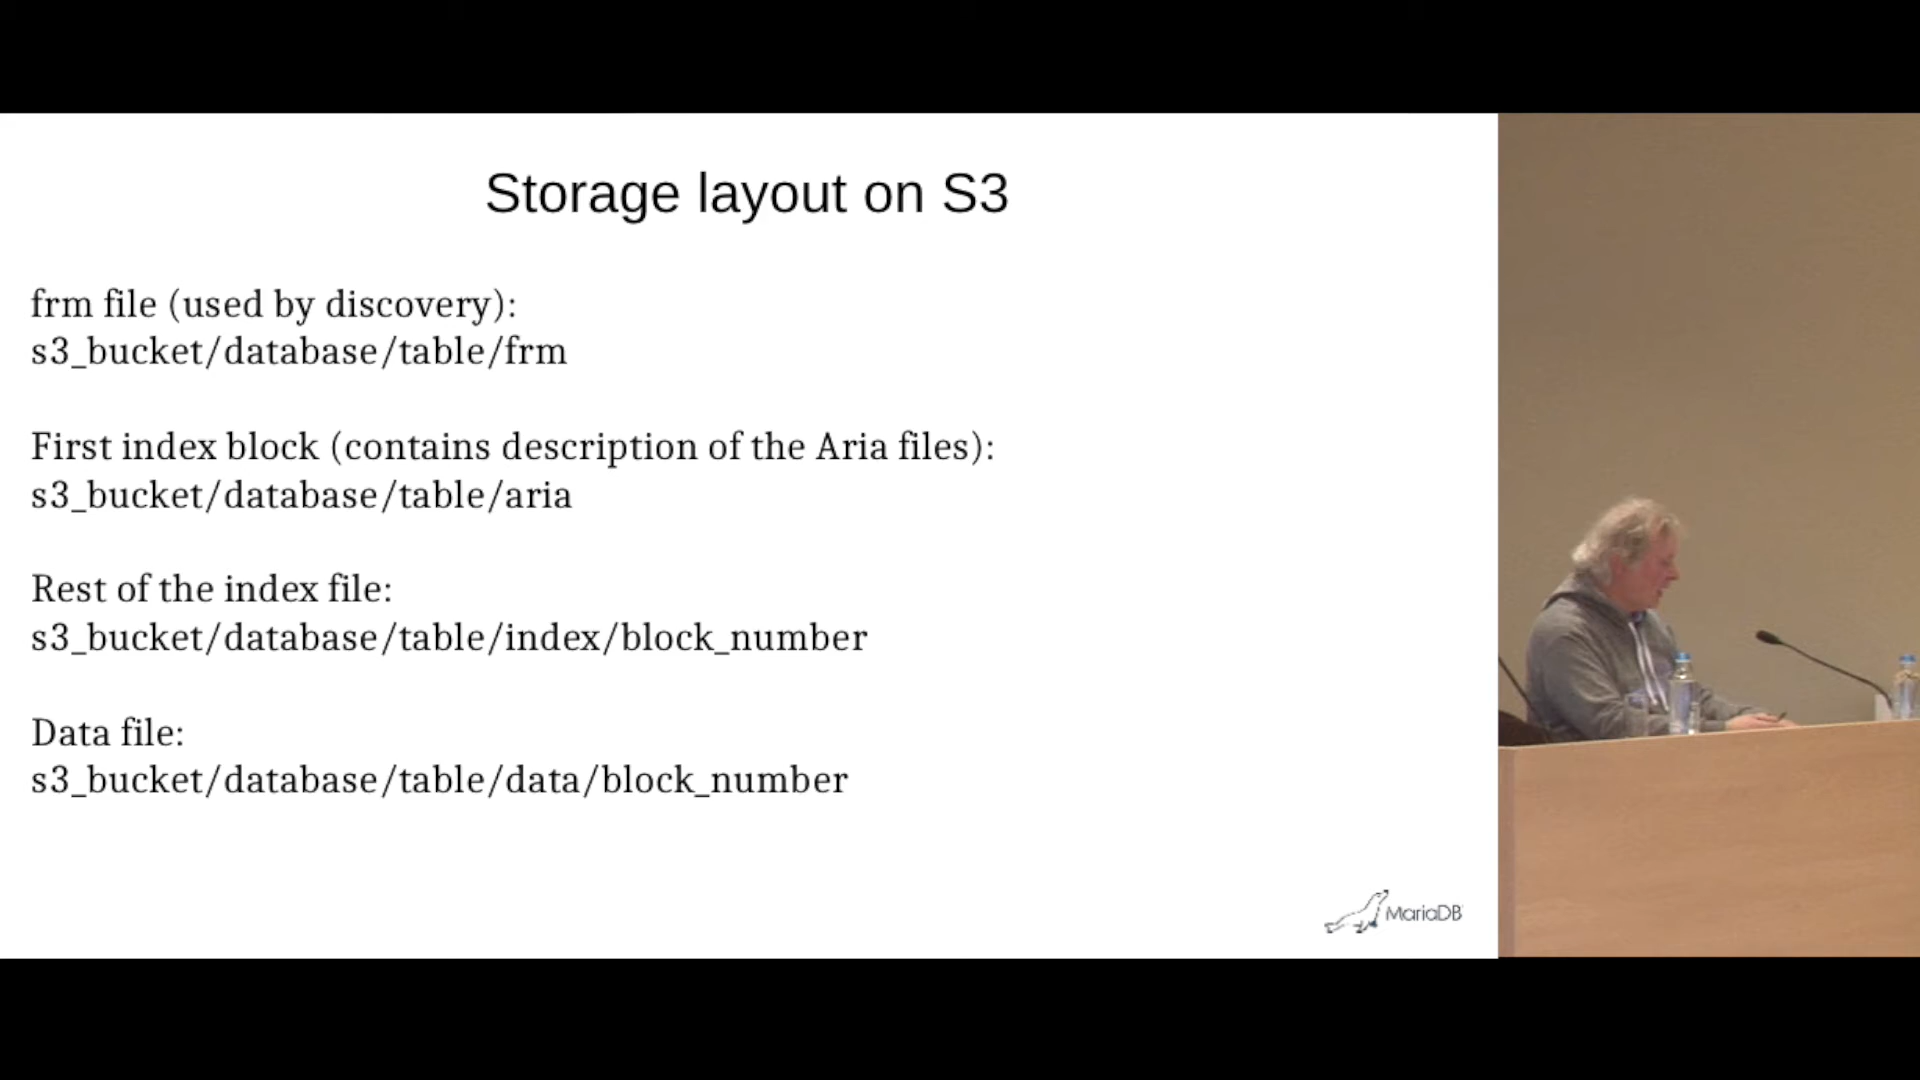 Storage layout on S3
frm file (used by discovery):
s3_bucket/database/table/frm
First index block (contains description of the Aria files):
s3_bucket/database/table/aria
Rest of the index file:
s3_bucket/database/table/index/block_number
Data file:
s3_bucket/database/table/data/block_number
MariaDB